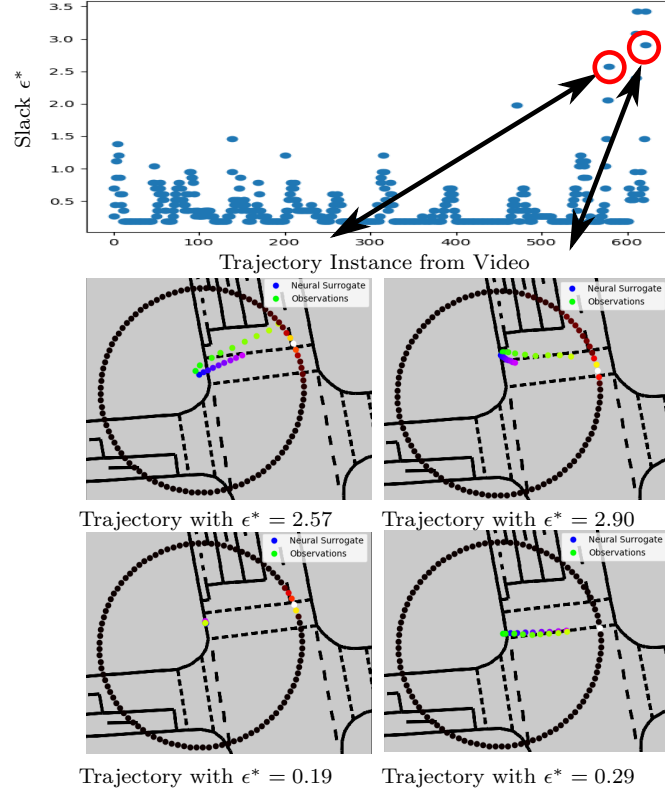 3.5
3.0
2.5
2.0
1.5
1.0
0.5
Slack ϵ*
0 100 200 300 400 500 600
Trajectory Instance from Video
Neural Surrogate
Observations
Neural Surrogate
Observations
Trajectory with ϵ* = 2.57
Trajectory with ϵ* = 2.90
Neural Surrogate
Observations
Neural Surrogate
Observations
Trajectory with ϵ* = 0.19
Trajectory with ϵ* = 0.29